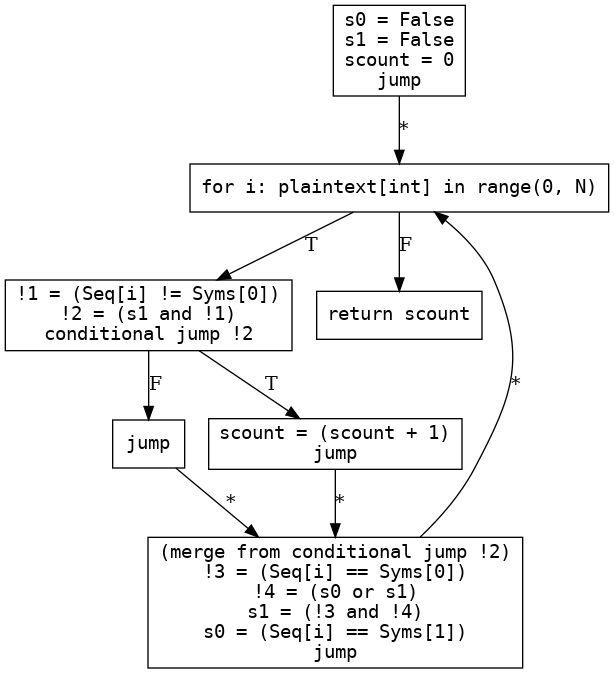 s0 = False
s1 = False
scount = 0
jump
*
for i: plaintext[int] in range(0, N)
T
F
!1 = (Seq[i] != Syms[0])
!2 = (s1 and !1)
conditional jump !2
return scount
F
T
*
jump
scount = (scount + 1)
jump
*
*
(merge from conditional jump !2)
!3 = (Seq[i] == Syms[0])
!4 = (s0 or s1)
s1 = (!3 and !4)
s0 = (Seq[i] == Syms[1])
jump